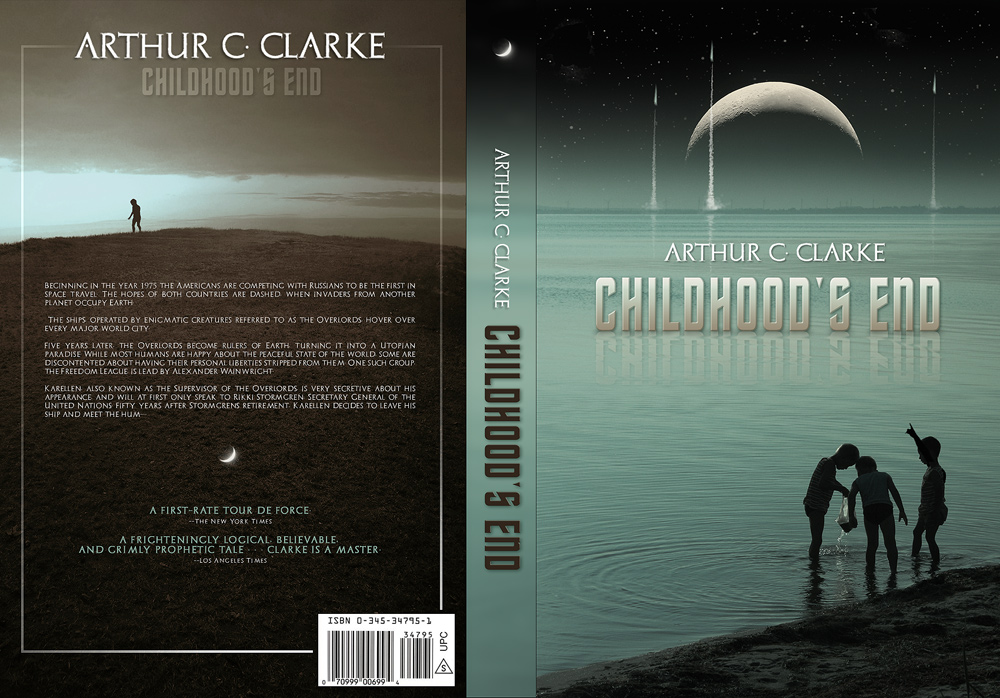 ARTHUR C. CLARKE
CHILDHOOD'S END
BEGINNING IN THE YEAR 1975 THE AMERICANS ARE COMPETING WITH RUSSIANS TO BE THE FIRST IN
SPACE TRAVEL. THE HOPES OF BOTH COUNTRIES ARE DASHED WHEN INVADERS FROM ANOTHER
PLANET OCCUPY EARTH.
THE SHIPS OPERATED BY ENIGMATIC CREATURES REFERRED TO AS THE OVERLORDS HOVER OVER
EVERY MAJOR WORLD CITY.
FIVE YEARS LATER THE OVERLORDS BECOME RULERS OF EARTH, TURNING IT INTO A UTOPIAN
PARADISE. WHILE MOST HUMANS ARE HAPPY ABOUT THE PEACEFUL STATE OF THE WORLD, SOME ARE
DISCONTENTED ABOUT HAVING THEIR PERSONAL LIBERTIES STRIPPED FROM THEM. ONE SUCH GROUP,
THE FREEDOM LEAGUE IS LEAD BY ALEXANDER WAINWRIGHT.
KARELLEN, ALSO KNOWN AS THE SUPERVISOR OF THE OVERLORDS IS VERY SECRETIVE ABOUT HIS
APPEARANCE AND WILL AT FIRST ONLY SPEAK TO RIKKI STORMGREN, SECRETARY GENERAL OF THE
UNITED NATIONS. FIFTY YEARS AFTER STORMGRENS RETIREMENT, KARELLEN DECIDES TO LEAVE HIS
SHIP AND MEET THE HUM...
A FIRST-RATE TOUR DE FORCE.
--THE NEW YORK TIMES
A FRIGHTENINGLY LOGICAL, BELIEVABLE,
AND GRIMLY PROPHETIC TALE . . . CLARKE IS A MASTER.
--LOS ANGELES TIMES
ISBN 0-345-34795-1
34795
0 70999 00699 4
S UPC
ARTHUR C. CLARKE
CHILDHOOD'S END
ARTHUR C. CLARKE
CHILDHOOD'S END